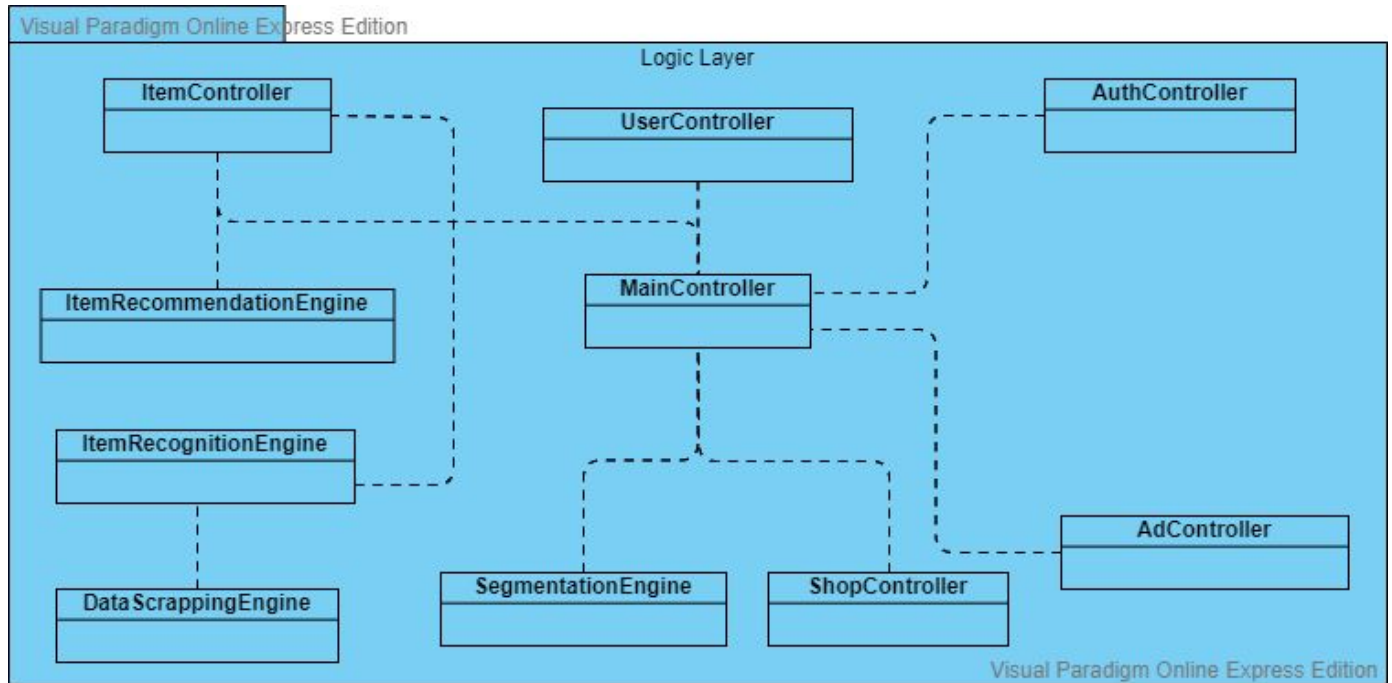 Visual Paradigm Online Express Edition
Logic Layer
ItemController
UserController
AuthController
ItemRecommendationEngine
MainController
ItemRecognitionEngine
AdController
DataScrappingEngine
SegmentationEngine
ShopController
Visual Paradigm Online Express Edition